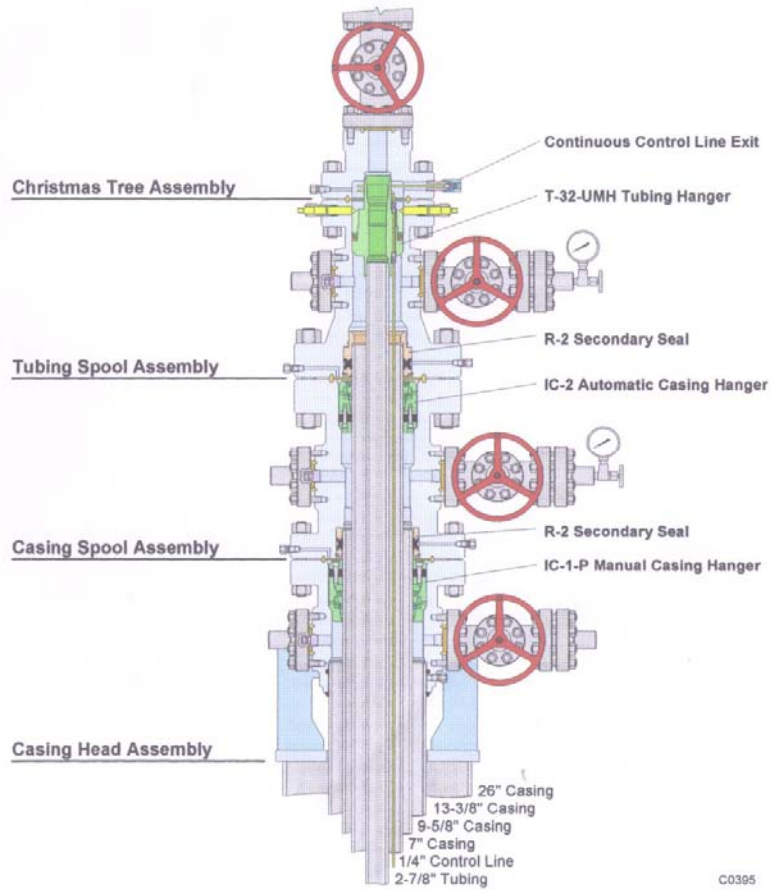 Continuous Control Line Exit
Christmas Tree Assembly
T-32-UMH Tubing Hanger
R-2 Secondary Seal
Tubing Spool Assembly
IC-2 Automatic Casing Hanger
R-2 Secondary Seal
Casing Spool Assembly
IC-1-P Manual Casing Hanger
Casing Head Assembly
26" Casing
13-3/8" Casing
9-5/8" Casing
7" Casing
1/4" Control Line
2-7/8" Tubing
C0395